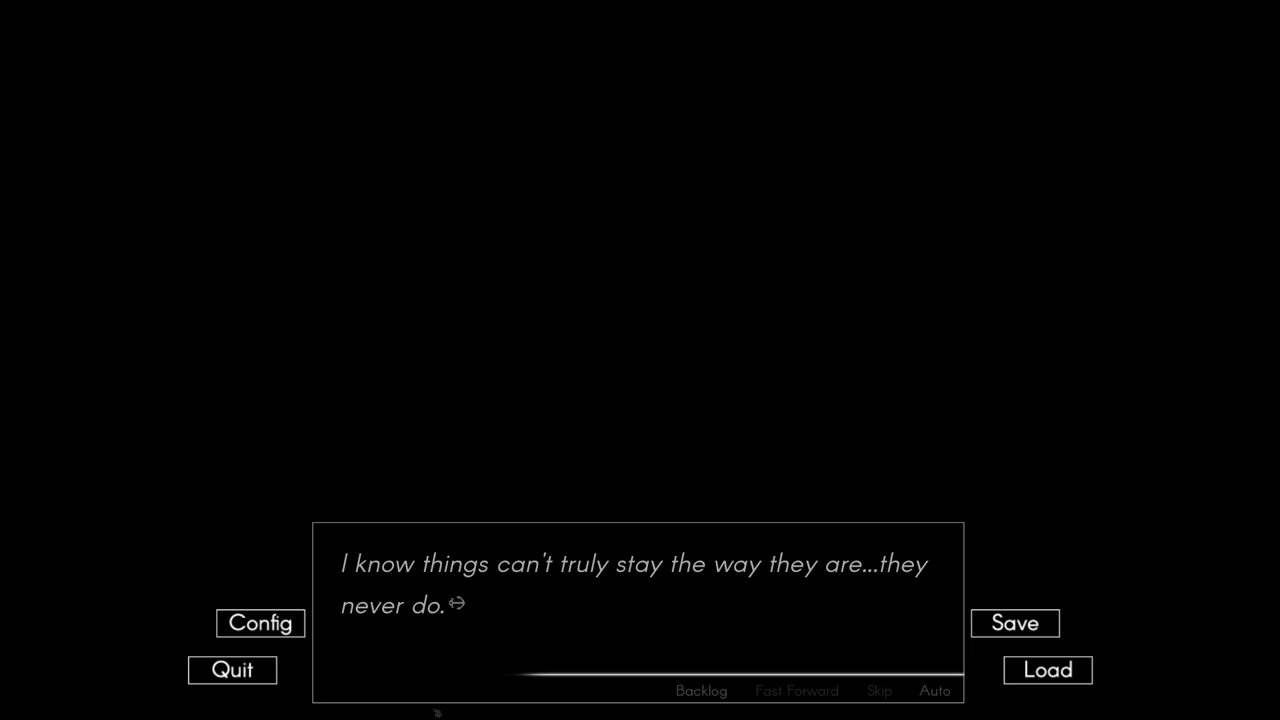 I know things can't truly stay the way they are...they
never do.
Config
Save
Quit
Load
Backlog Fast Forward Skip Auto